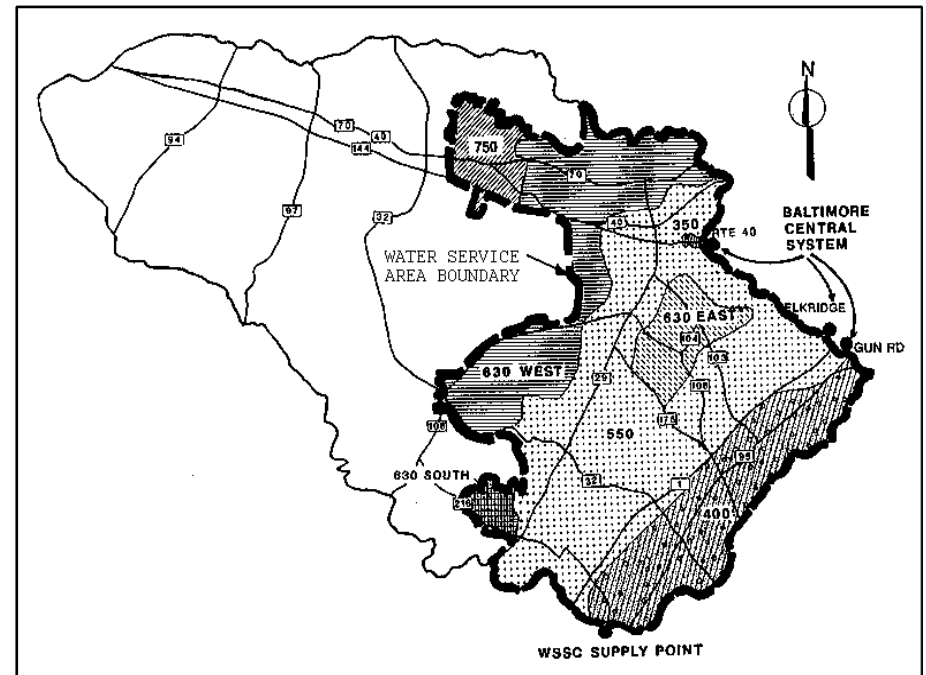 N
94
70
40
144
750
70
97
32
40
350
RTE 40
BALTIMORE
CENTRAL
SYSTEM
WATER SERVICE
AREA BOUNDARY
ELKRIDGE
630 EAST
104
GUN RD
103
630 WEST
29
108
108
175
550
95
630 SOUTH
32
1
216
400
WSSC SUPPLY POINT